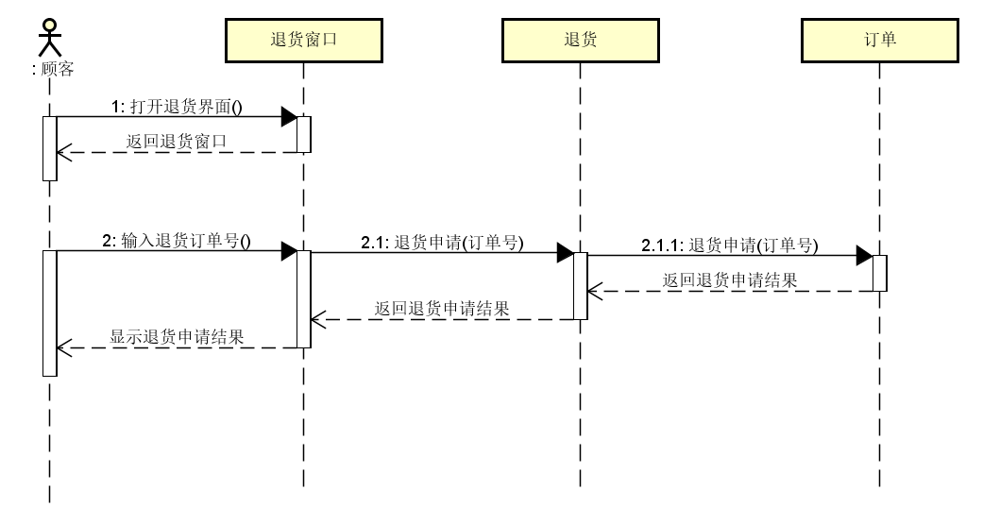 退货窗口
退货
订单
: 顾客
1: 打开退货界面()
返回退货窗口
2: 输入退货订单号()
2.1: 退货申请(订单号)
2.1.1: 退货申请(订单号)
返回退货申请结果
返回退货申请结果
显示退货申请结果